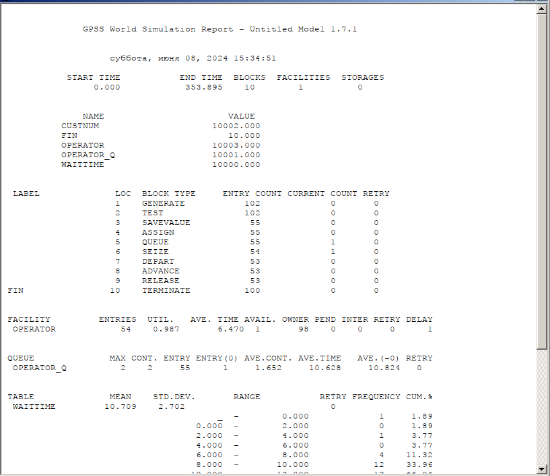 GPSS World Simulation Report - Untitled Model 1.7.1
суббота, июня 08, 2024 15:34:51
START TIME END TIME BLOCKS FACILITIES STORAGES
0.000 353.895 10 1 0
NAME VALUE
CUSTNUM 10002.000
FIN 10.000
OPERATOR 10003.000
OPERATOR_Q 10001.000
WAITTIME 10000.000
LABEL LOC BLOCK TYPE ENTRY COUNT CURRENT COUNT RETRY
1 GENERATE 102 0 0
2 TEST 102 0 0
3 SAVEVALUE 55 0 0
4 ASSIGN 55 0 0
5 QUEUE 55 1 0
6 SEIZE 54 1 0
7 DEPART 53 0 0
8 ADVANCE 53 0 0
9 RELEASE 53 0 0
FIN 10 TERMINATE 100 0 0
FACILITY ENTRIES UTIL. AVE. TIME AVAIL. OWNER PEND INTER RETRY DELAY
OPERATOR 54 0.987 6.470 1 98 0 0 0 1
QUEUE MAX CONT. ENTRY ENTRY(0) AVE.CONT. AVE.TIME AVE.(-0) RETRY
OPERATOR_Q 2 2 55 1 1.652 10.628 10.824 0
TABLE MEAN STD.DEV. RANGE RETRY FREQUENCY CUM.%
WAITTIME 10.709 2.702 0
_ - 0.000 1 1.89
0.000 - 2.000 0 1.89
2.000 - 4.000 1 3.77
4.000 - 6.000 0 3.77
6.000 - 8.000 4 11.32
8.000 - 10.000 12 33.96